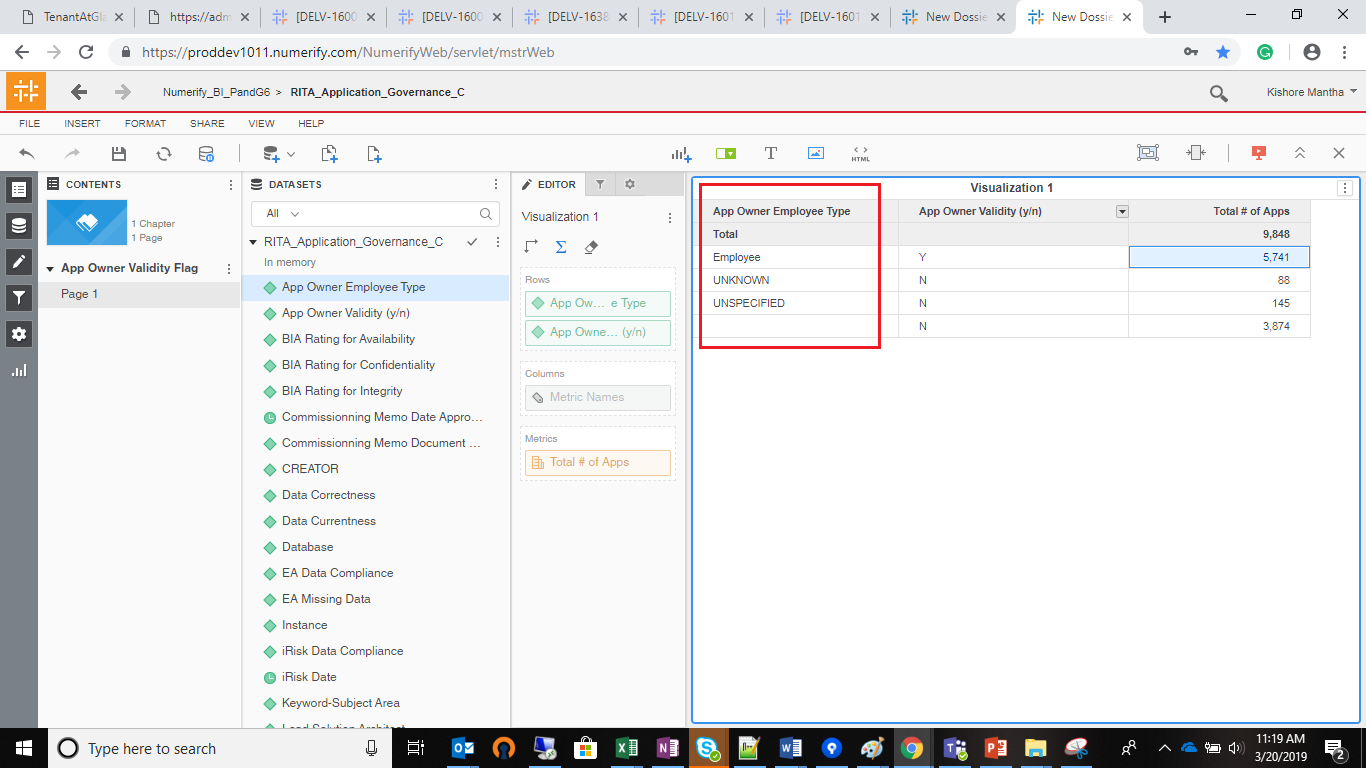 TenantAtGla
https://adm
[DELV-1600
[DELV-1600
[DELV-1638
[DELV-1601
[DELV-1601
New Dossie
New Dossie
https://proddev1011.numerify.com/NumerifyWeb/servlet/mstrWeb
Numerify_BI_PandG6 > RITA_Application_Governance_C
Kishore Mantha
FILE INSERT FORMAT SHARE VIEW HELP
HTML
CONTENTS
1 Chapter
1 Page
App Owner Validity Flag
Page 1
DATASETS
All
RITA_Application_Governance_C
In memory
App Owner Employee Type
App Owner Validity (y/n)
BIA Rating for Availability
BIA Rating for Confidentiality
BIA Rating for Integrity
Commissionning Memo Date Appro...
Commissionning Memo Document ...
CREATOR
Data Correctness
Data Currentness
Database
EA Data Compliance
EA Missing Data
Instance
iRisk Data Compliance
iRisk Date
Keyword-Subject Area
Lead Solution Architect
EDITOR
Visualization 1
Rows
App Ow... e Type
App Owne... (y/n)
Columns
Metric Names
Metrics
Total # of Apps
Visualization 1
App Owner Employee Type App Owner Validity (y/n) Total # of Apps
Total 9,848
Employee Y 5,741
UNKNOWN N 88
UNSPECIFIED N 145
N 3,874
Type here to search
11:19 AM
3/20/2019
2